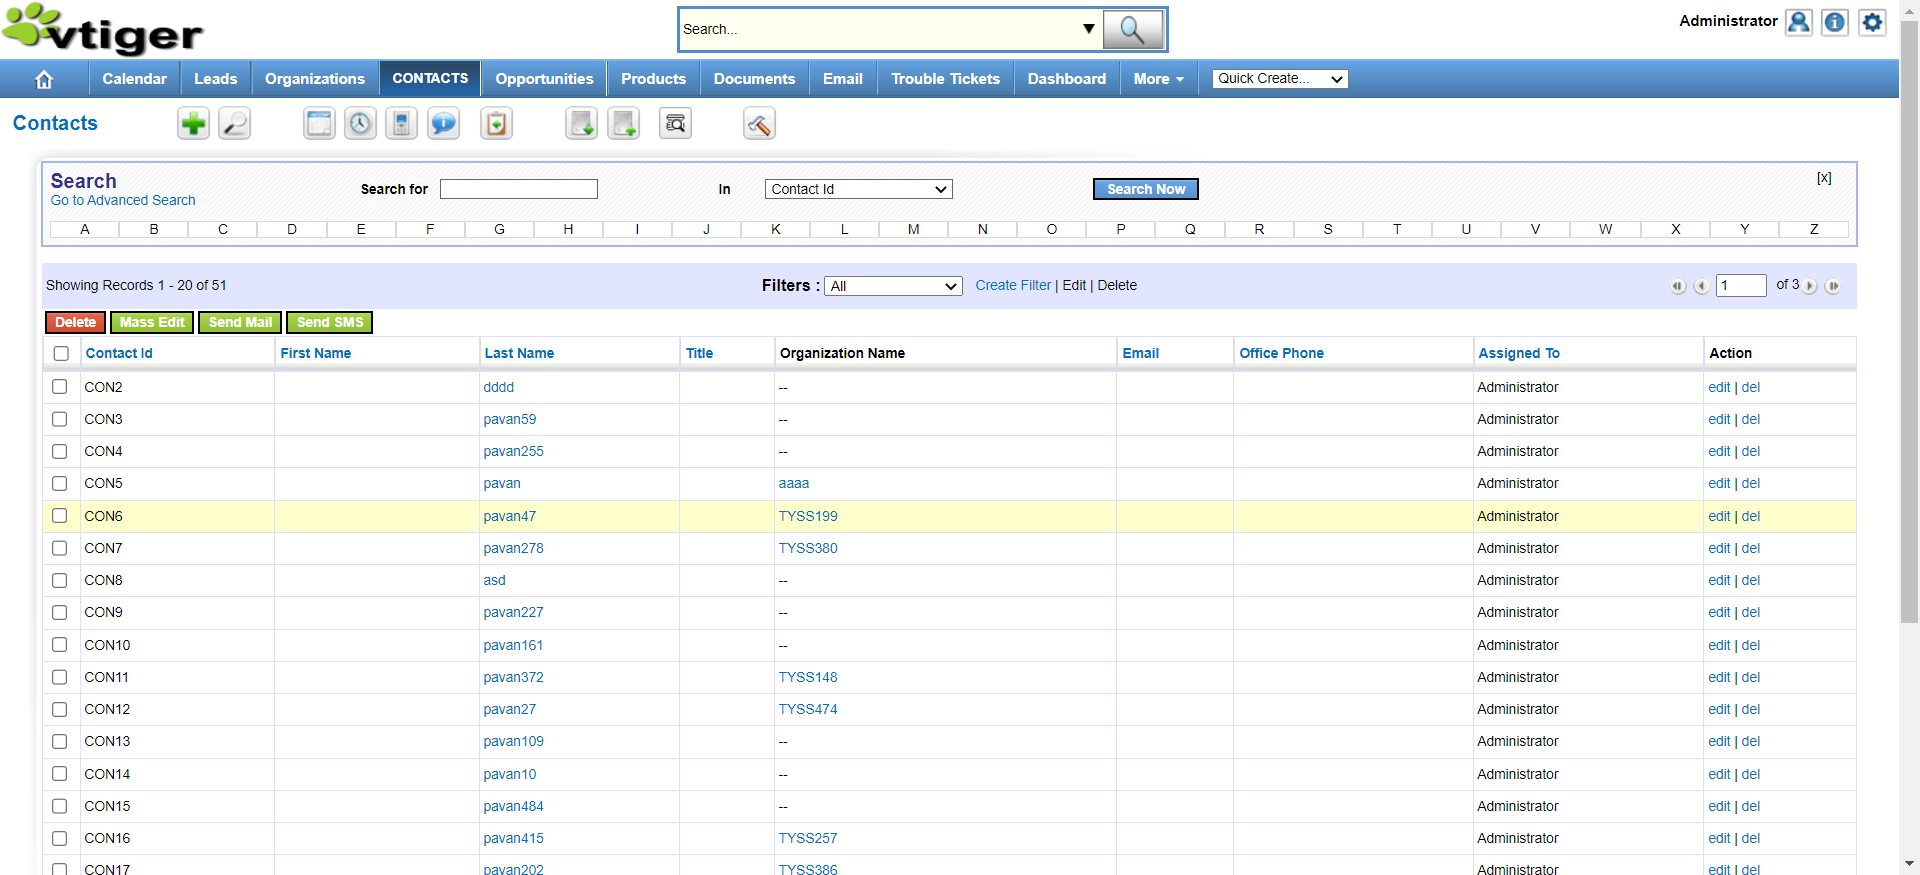 vtiger
Search...
Administrator
Calendar Leads Organizations CONTACTS Opportunities Products Documents Email Trouble Tickets Dashboard More Quick Create...
Contacts
Search
Go to Advanced Search
Search for In Contact Id Search Now [x]
A B C D E F G H I J K L M N O P Q R S T U V W X Y Z
Showing Records 1 - 20 of 51 Filters : All Create Filter | Edit | Delete 1 of 3
Delete Mass Edit Send Mail Send SMS
Contact Id First Name Last Name Title Organization Name Email Office Phone Assigned To Action
CON2 dddd -- Administrator edit | del
CON3 pavan59 -- Administrator edit | del
CON4 pavan255 -- Administrator edit | del
CON5 pavan aaaa Administrator edit | del
CON6 pavan47 TYSS199 Administrator edit | del
CON7 pavan278 TYSS380 Administrator edit | del
CON8 asd -- Administrator edit | del
CON9 pavan227 -- Administrator edit | del
CON10 pavan161 -- Administrator edit | del
CON11 pavan372 TYSS148 Administrator edit | del
CON12 pavan27 TYSS474 Administrator edit | del
CON13 pavan109 -- Administrator edit | del
CON14 pavan10 -- Administrator edit | del
CON15 pavan484 -- Administrator edit | del
CON16 pavan415 TYSS257 Administrator edit | del
CON17 pavan202 TYSS386 Administrator edit | del